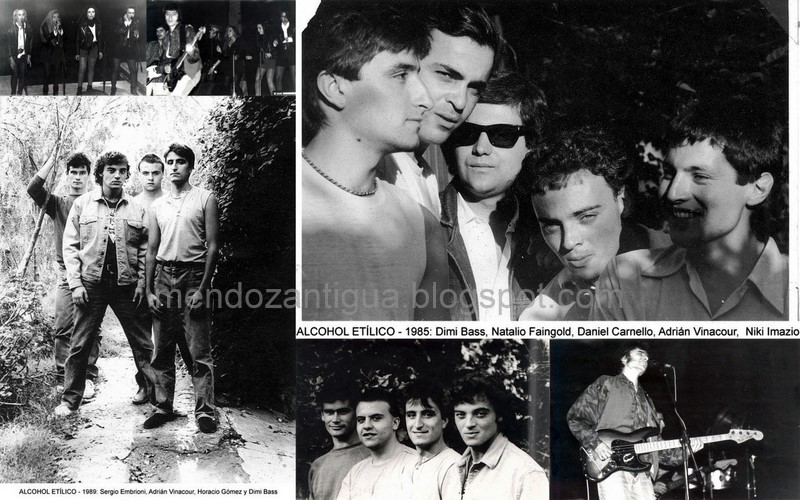 mendozantigua.blogspot.com
ALCOHOL ETÍLICO - 1985: Dimi Bass, Natalio Faingold, Daniel Carnello, Adrián Vinacour, Niki Imazio
ALCOHOL ETÍLICO - 1989: Sergio Embrioni, Adrián Vinacour, Horacio Gómez y Dimi Bass